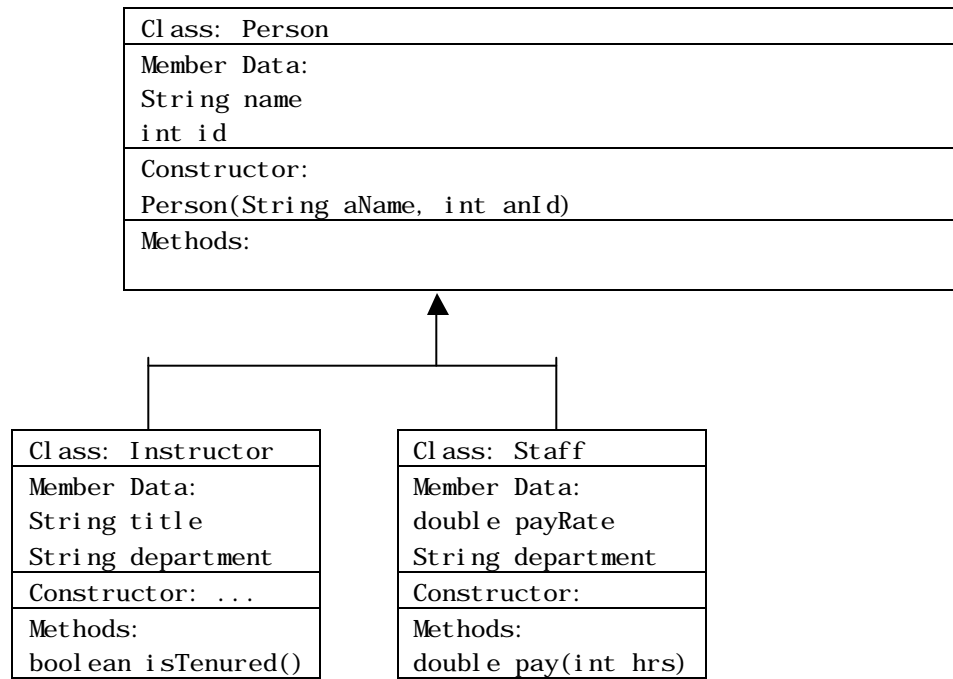 Class: Person
Member Data:
String name
int id
Constructor:
Person(String aName, int anId)
Methods:
Class: Instructor
Member Data:
String title
String department
Constructor: ...
Methods:
boolean isTenured()
Class: Staff
Member Data:
double payRate
String department
Constructor:
Methods:
double pay(int hrs)